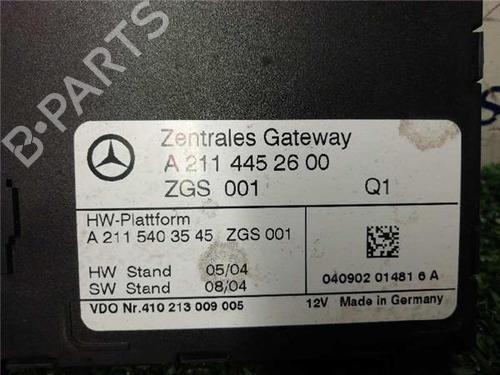 B-PARTS
Zentrales Gateway
A 211 445 26 00
ZGS 001 Q1
HW-Plattform
A 211 540 35 45 ZGS 001
HW Stand 05/04
SW Stand 08/04
040902 01481 6 A
VDO Nr. 410 213 009 005 12V Made in Germany